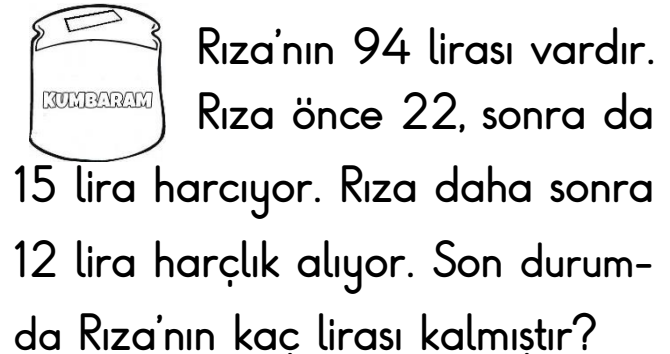 KUMBARAM
Rıza'nın 94 lirası vardır.
Rıza önce 22, sonra da
15 lira harcıyor. Rıza daha sonra
12 lira harçlık alıyor. Son durum-
da Rıza'nın kaç lirası kalmıştır?